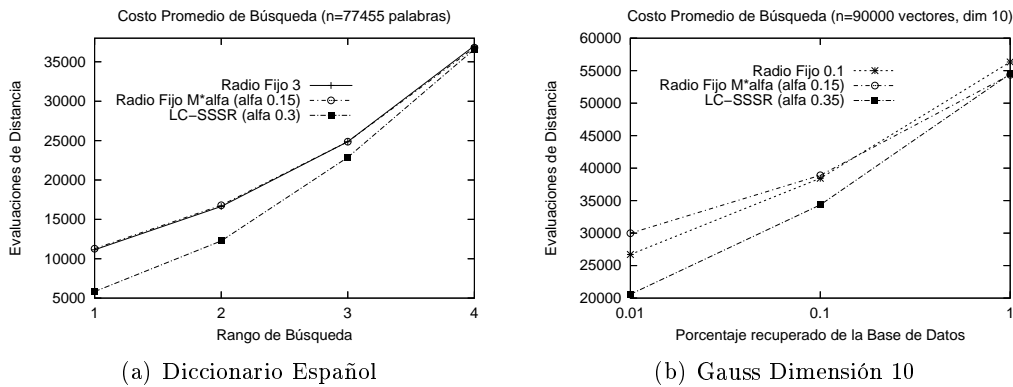 Costo Promedio de Búsqueda (n=77455 palabras)
Evaluaciones de Distancia
35000
30000
25000
20000
15000
10000
5000
Radio Fijo 3
Radio Fijo M*alfa (alfa 0.15)
LC-SSSR (alfa 0.3)
1 2 3 4
Rango de Búsqueda
(a) Diccionario Español
Costo Promedio de Búsqueda (n=90000 vectores, dim 10)
Evaluaciones de Distancia
60000
55000
50000
45000
40000
35000
30000
25000
20000
Radio Fijo 0.1
Radio Fijo M*alfa (alfa 0.15)
LC-SSSR (alfa 0.35)
0.01 0.1 1
Porcentaje recuperado de la Base de Datos
(b) Gauss Dimensión 10